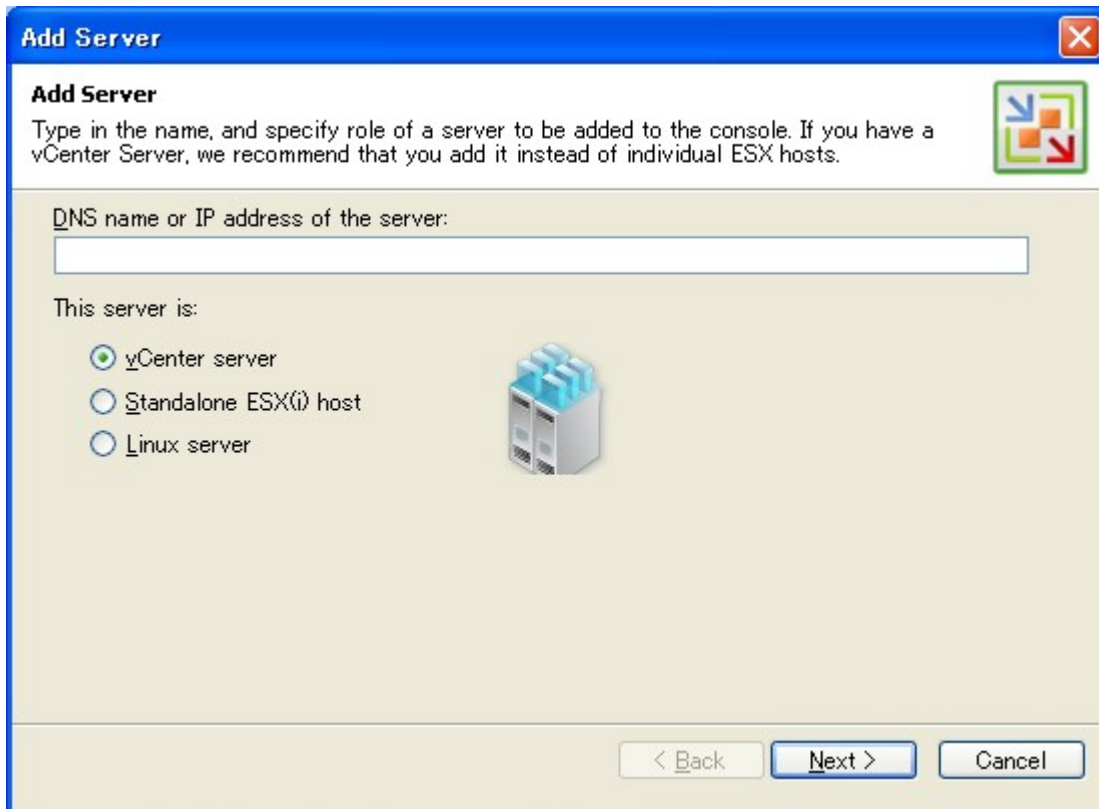 Add Server
Add Server
Type in the name, and specify role of a server to be added to the console. If you have a
vCenter Server, we recommend that you add it instead of individual ESX hosts.
DNS name or IP address of the server:
This server is:
vCenter server
Standalone ESX(i) host
Linux server
< Back
Next >
Cancel